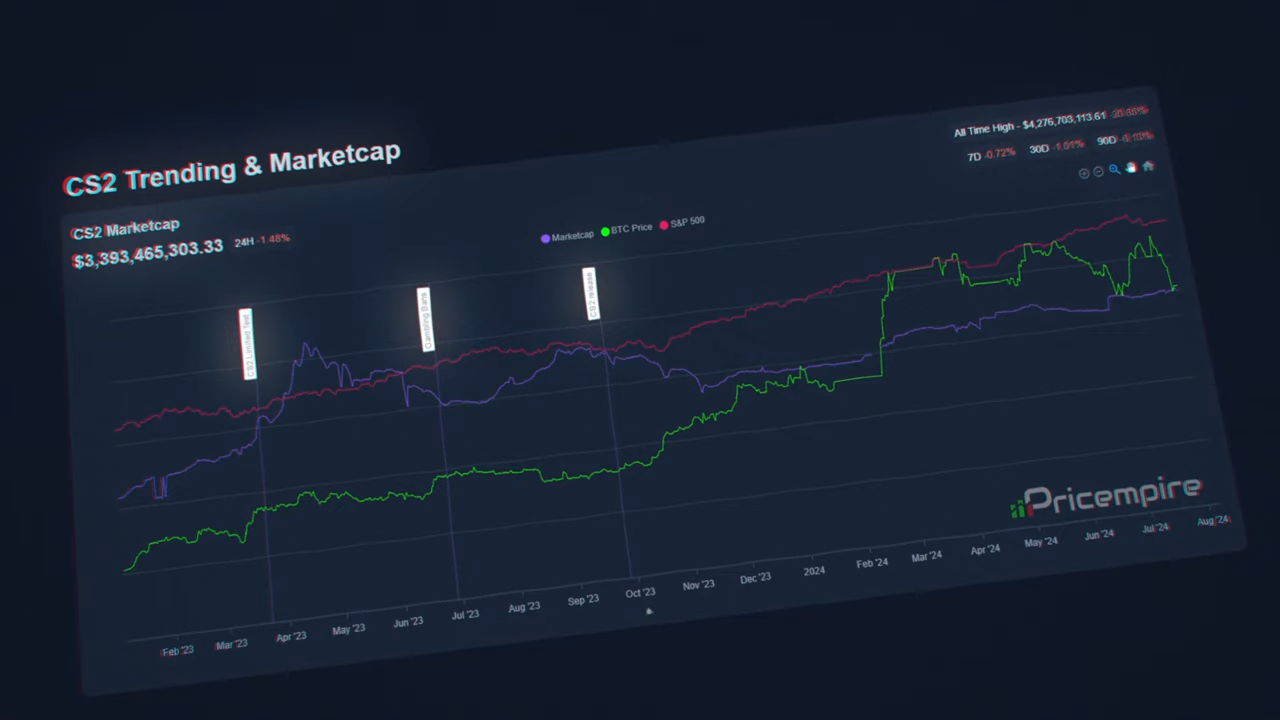 CS2 Trending & Marketcap
All Time High - $4,276,703,113.61
7D -0.72% 30D -1.01% 90D
CS2 Marketcap
$3,393,465,303.33 24H -1.48%
Marketcap BTC Price S&P 500
CS2 Limited Test
Gambling Bans
CS2 release
Pricempire
Feb '23 Mar '23 Apr '23 May '23 Jun '23 Jul '23 Aug '23 Sep '23 Oct '23 Nov '23 Dec '23 2024 Feb '24 Mar '24 Apr '24 May '24 Jun '24 Jul '24 Aug '24